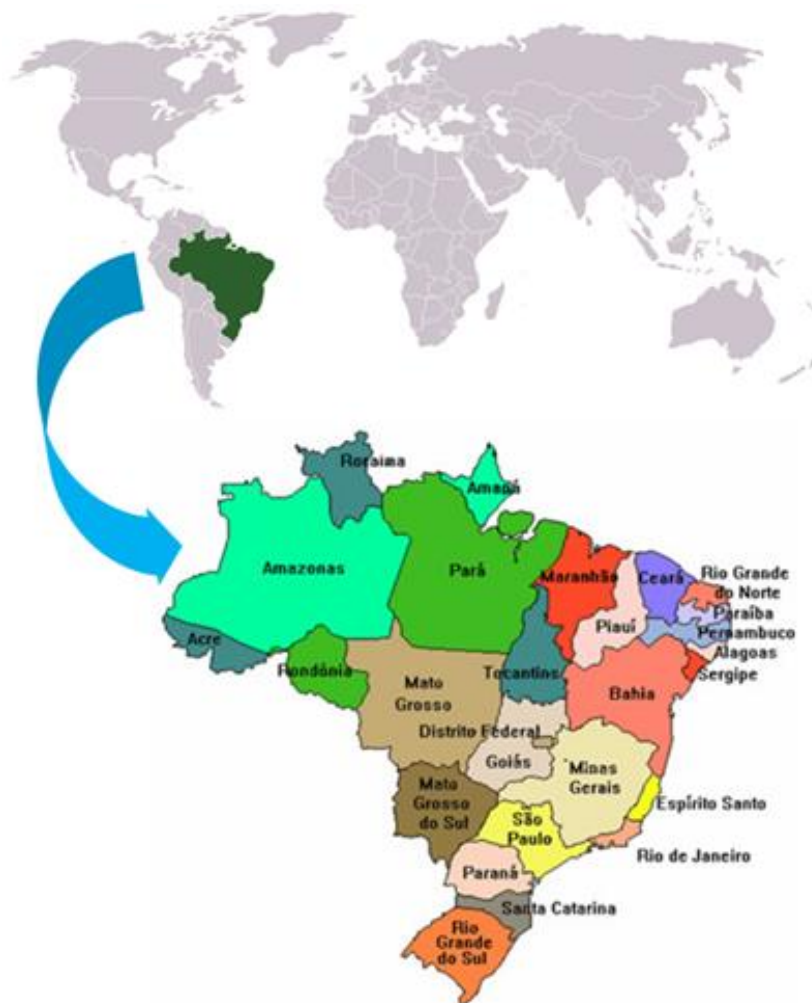 Roraima
Amapá
Amazonas
Pará
Maranhão
Ceará
Rio Grande
do Norte
Paraíba
Piauí
Pernambuco
Alagoas
Sergipe
Acre
Rondônia
Tocantins
Bahia
Mato
Grosso
Distrito Federal
Goiás
Minas
Gerais
Espírito Santo
Mato
Grosso
do Sul
São
Paulo
Rio de Janeiro
Paraná
Santa Catarina
Rio
Grande
do Sul